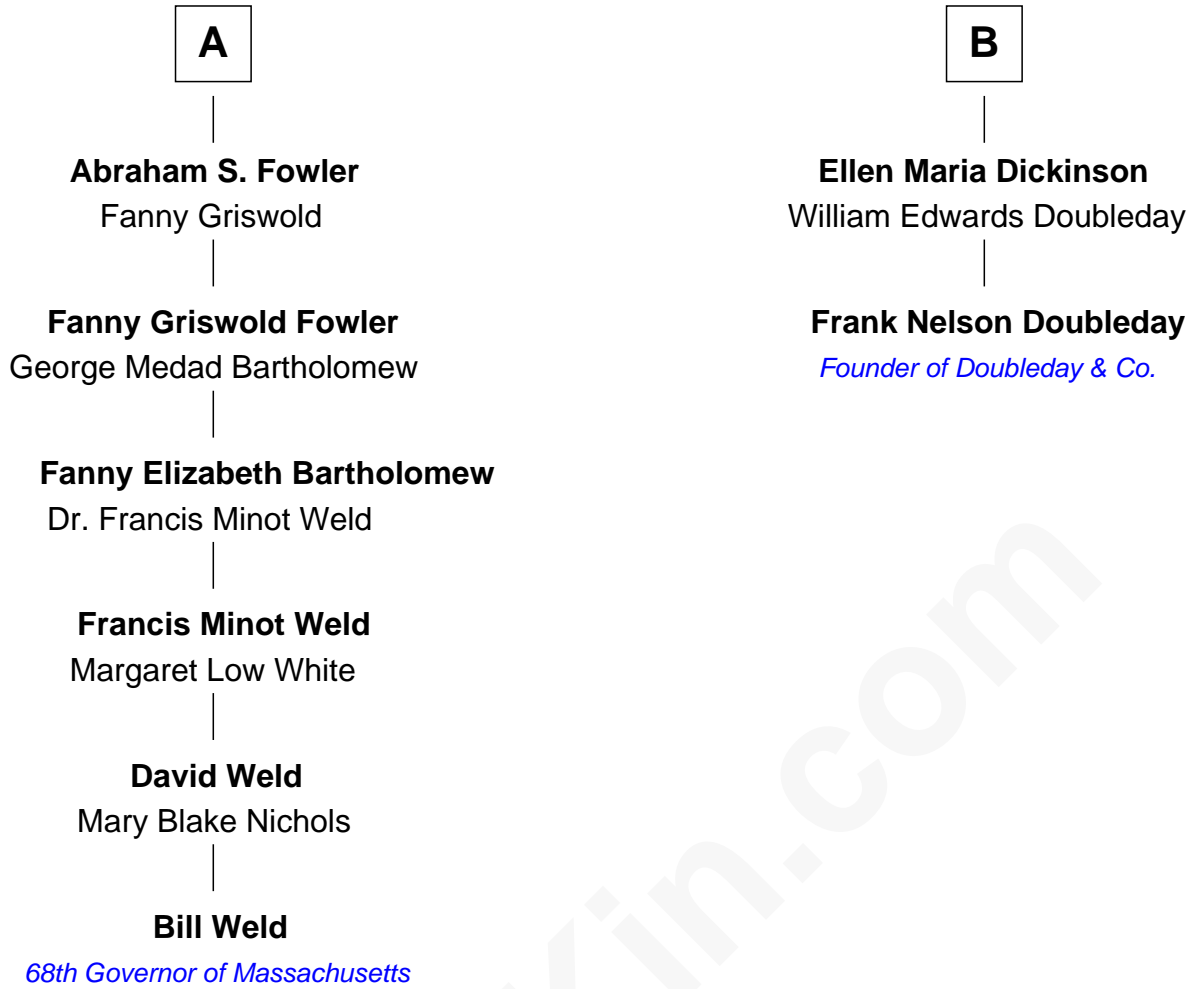 A
Abraham S. Fowler
Fanny Griswold
Fanny Griswold Fowler
George Medad Bartholomew
Fanny Elizabeth Bartholomew
Dr. Francis Minot Weld
Francis Minot Weld
Margaret Low White
David Weld
Mary Blake Nichols
Bill Weld
68th Governor of Massachusetts
B
Ellen Maria Dickinson
William Edwards Doubleday
Frank Nelson Doubleday
Founder of Doubleday & Co.